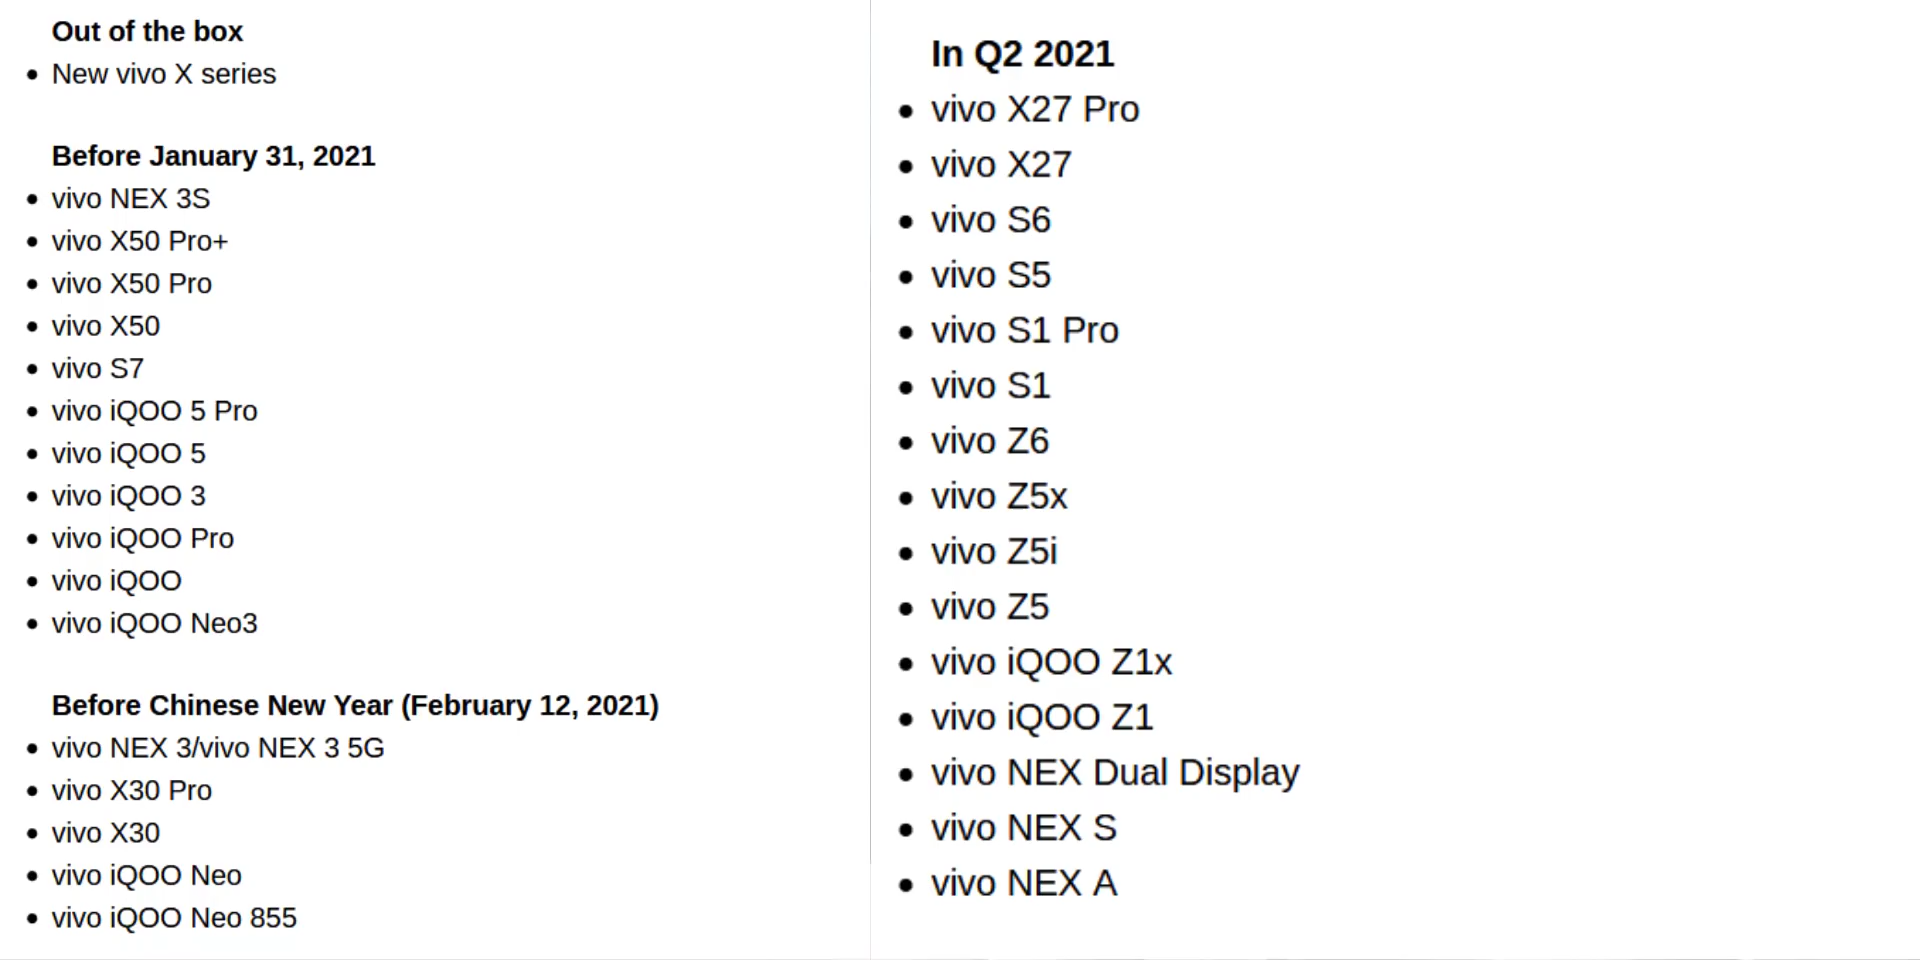 Out of the box
• New vivo X series
Before January 31, 2021
• vivo NEX 3S
• vivo X50 Pro+
• vivo X50 Pro
• vivo X50
• vivo S7
• vivo iQOO 5 Pro
• vivo iQOO 5
• vivo iQOO 3
• vivo iQOO Pro
• vivo iQOO
• vivo iQOO Neo3
Before Chinese New Year (February 12, 2021)
• vivo NEX 3/vivo NEX 3 5G
• vivo X30 Pro
• vivo X30
• vivo iQOO Neo
• vivo iQOO Neo 855
In Q2 2021
• vivo X27 Pro
• vivo X27
• vivo S6
• vivo S5
• vivo S1 Pro
• vivo S1
• vivo Z6
• vivo Z5x
• vivo Z5i
• vivo Z5
• vivo iQOO Z1x
• vivo iQOO Z1
• vivo NEX Dual Display
• vivo NEX S
• vivo NEX A